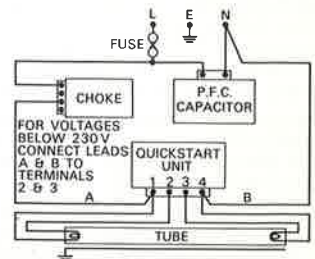 L E N
FUSE
CHOKE
P.F.C.
CAPACITOR
FOR VOLTAGES
BELOW 230V
CONNECT LEADS
A & B TO
TERMINALS
2 & 3
QUICKSTART
UNIT
1 2 3 4
A B
TUBE